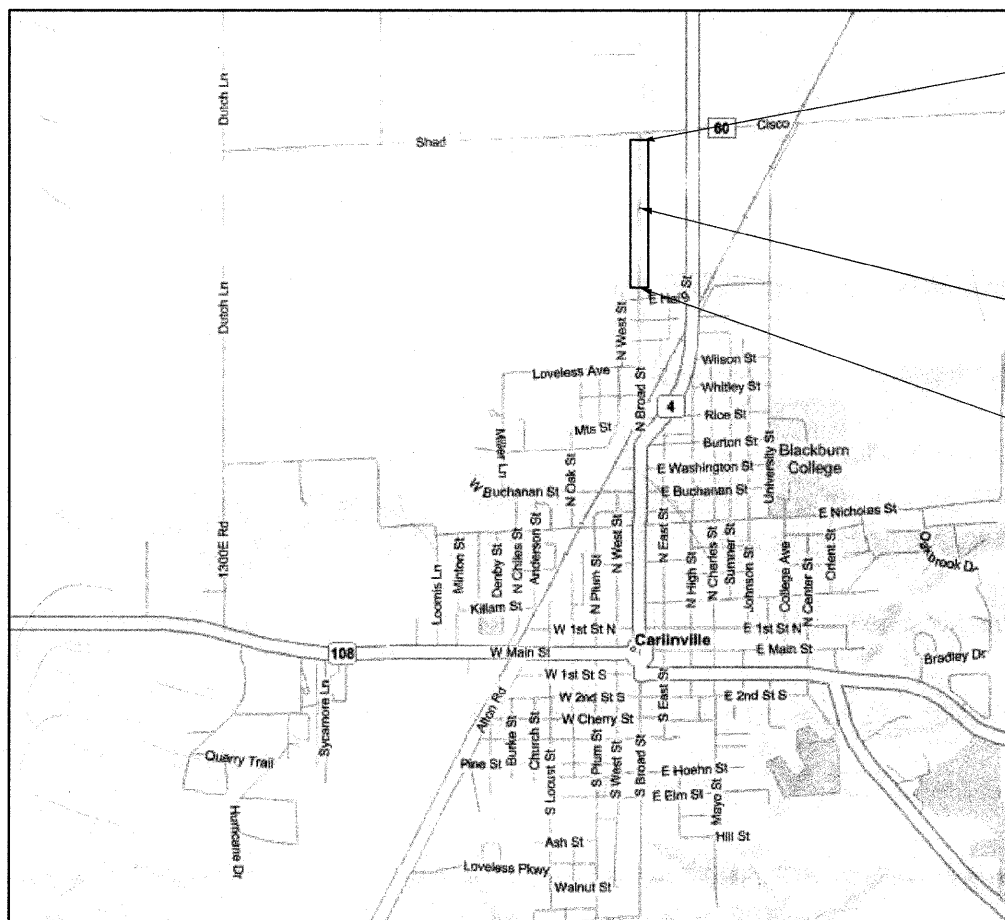 Dutch Ln
Shad
60
Cisco
Dutch Ln
St
N West St
Loveless Ave
Wilson St
N Broad St
Whitley St
4
Rice St
Mts St
Burton St
Miller Ln
Blackburn
College
E Washington St
University St
N Oak St
W Buchanan St
E Buchanan St
E Nicholas St
1300E Rd
Loomis Ln
Minton St
Denby St
N Chiles St
Anderson St
N Plum St
N West St
N East St
N High St
N Charles St
Sumner St
Johnson St
College Ave
N Center St
Orient St
Killam St
W 1st St N
E 1st St N
Carlinville
108
W Main St
E Main St
Bradley Dr
W 1st St S
Sycamore Ln
Alton Rd
W 2nd St S
S East St
E 2nd St S
W Cherry St
Burke St
Church St
S Locust St
S Plum St
S West St
S Broad St
Quarry Trail
Pine St
E Hoehn St
E Elm St
Mayo St
Hurricane Dr
Hill St
Ash St
Loveless Pkwy
Walnut St